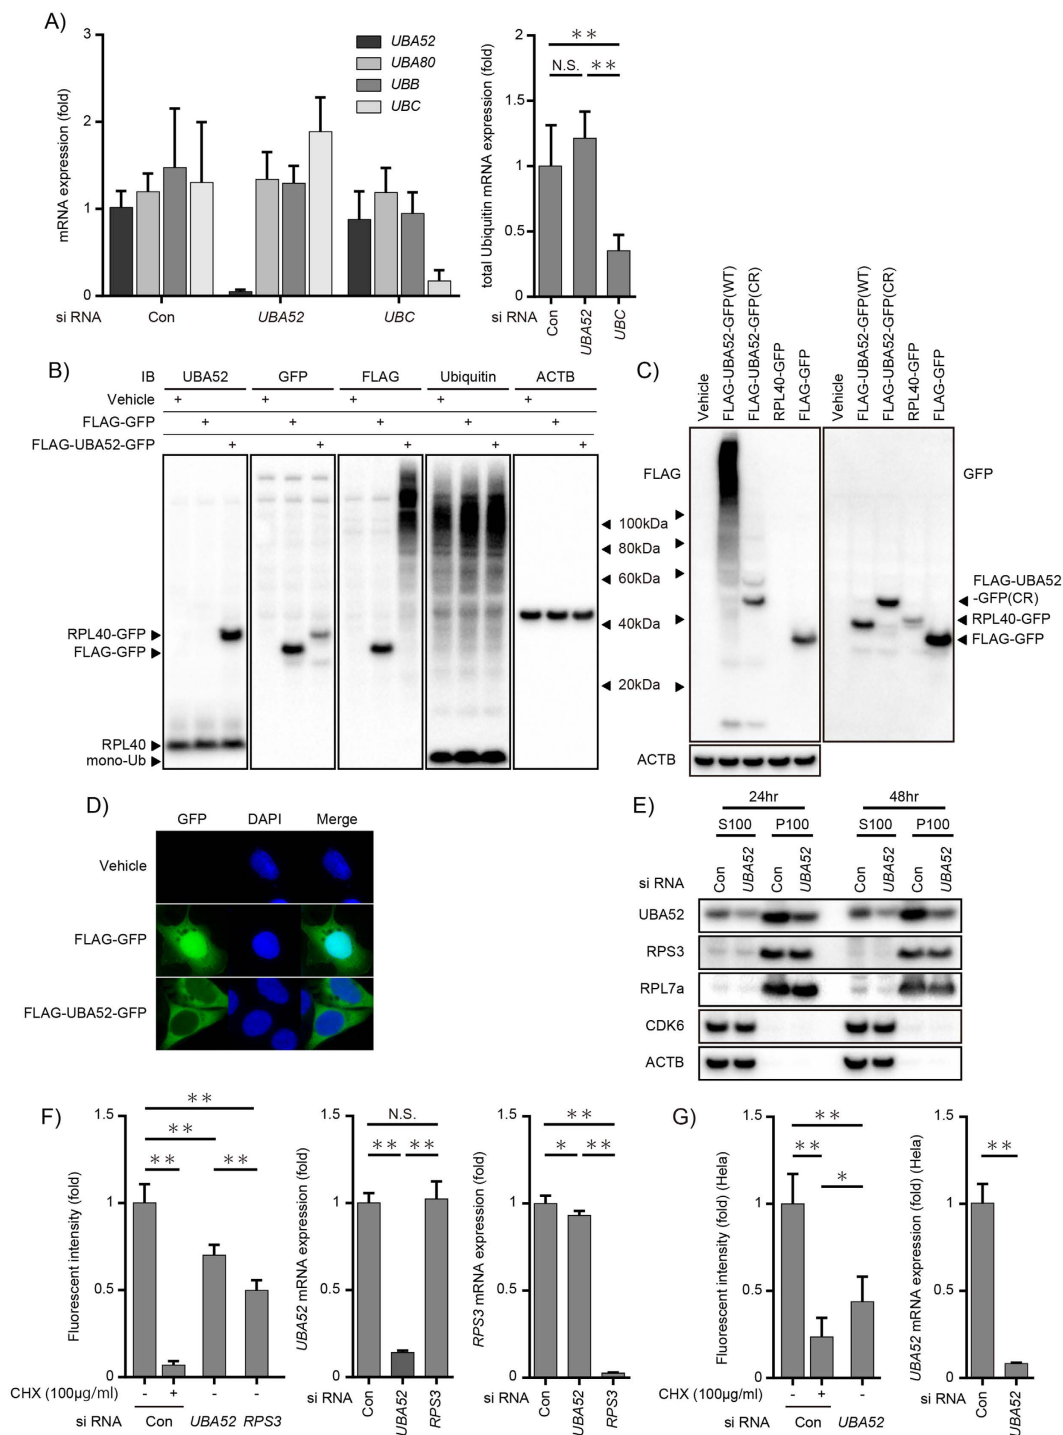 A)
mRNA expression (fold)
3
2
1
0
UBA52
UBA80
UBB
UBC
si RNA
Con
UBA52
UBC
total Ubiquitin mRNA expression (fold)
2
1.5
1
0.5
0
**
N.S.
**
si RNA
Con
UBA52
UBC
B)
IB
UBA52
GFP
FLAG
Ubiquitin
ACTB
Vehicle
+
+
+
+
+
FLAG-GFP
+
+
+
+
+
FLAG-UBA52-GFP
+
+
+
+
+
RPL40-GFP
FLAG-GFP
RPL40
mono-Ub
100kDa
80kDa
60kDa
40kDa
20kDa
C)
Vehicle
FLAG-UBA52-GFP(WT)
FLAG-UBA52-GFP(CR)
RPL40-GFP
FLAG-GFP
Vehicle
FLAG-UBA52-GFP(WT)
FLAG-UBA52-GFP(CR)
RPL40-GFP
FLAG-GFP
FLAG
GFP
FLAG-UBA52
-GFP(CR)
RPL40-GFP
FLAG-GFP
ACTB
D)
GFP
DAPI
Merge
Vehicle
FLAG-GFP
FLAG-UBA52-GFP
E)
24hr
48hr
S100
P100
S100
P100
si RNA
Con
UBA52
Con
UBA52
Con
UBA52
Con
UBA52
UBA52
RPS3
RPL7a
CDK6
ACTB
F)
Fluorescent intensity (fold)
1.5
1
0.5
0
**
**
**
**
CHX (100μg/ml)
-
+
-
-
si RNA
Con
UBA52
RPS3
UBA52 mRNA expression (fold)
1.5
1
0.5
0
N.S.
**
**
si RNA
Con
UBA52
RPS3
RPS3 mRNA expression (fold)
1.5
1
0.5
0
**
*
**
si RNA
Con
UBA52
RPS3
G)
Fluorescent intensity (fold) (Hela)
1.5
1
0.5
0
**
**
*
CHX (100μg/ml)
-
+
-
si RNA
Con
UBA52
UBA52 mRNA expression (fold) (Hela)
1.5
1
0.5
0
**
si RNA
Con
UBA52